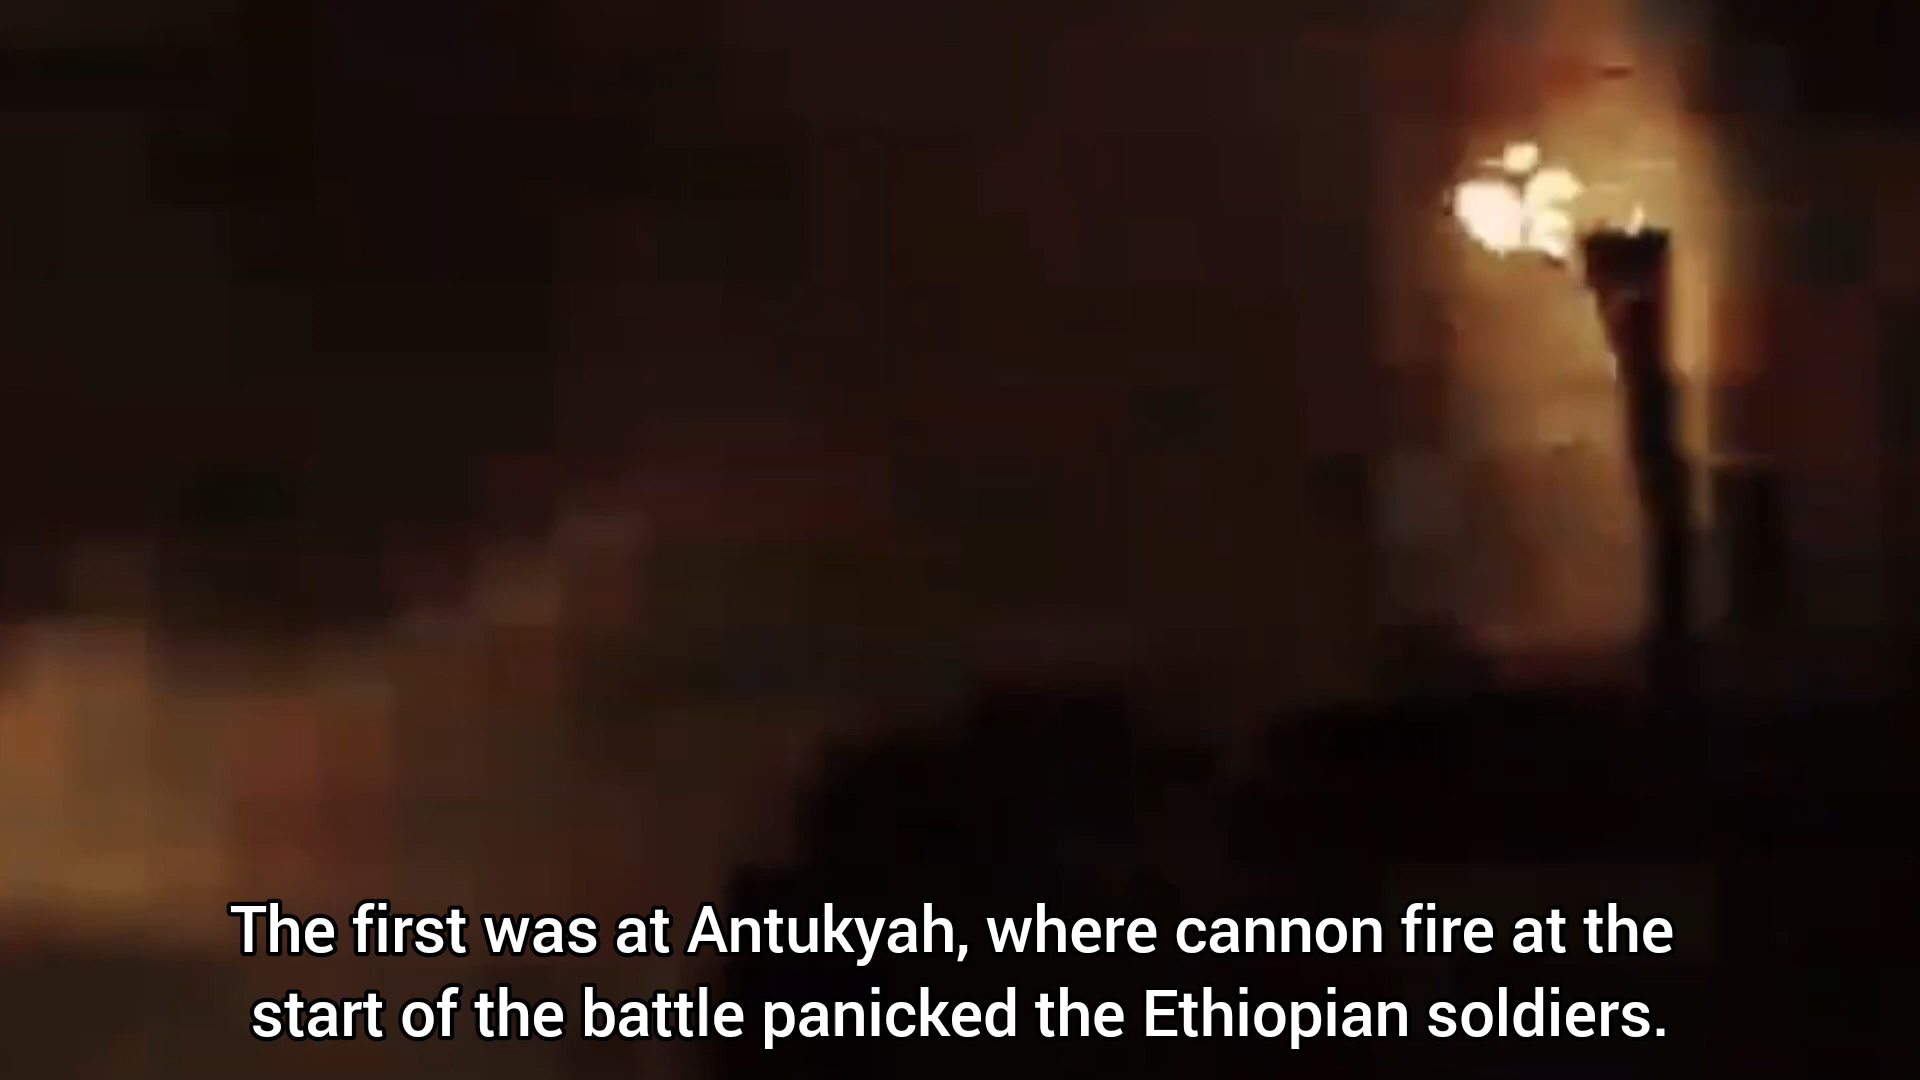 The first was at Antukyah, where cannon fire at the
start of the battle panicked the Ethiopian soldiers.